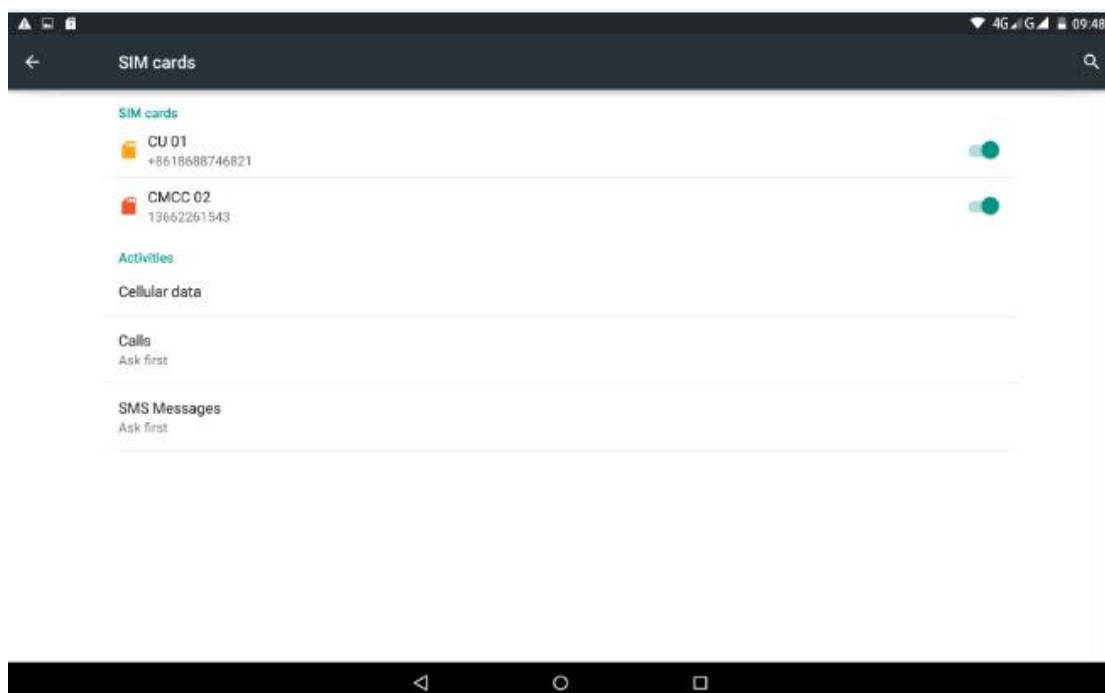 4G G 09:48
SIM cards
SIM cards
CU 01
+8618688746821
CMCC 02
13662261543
Activities
Cellular data
Calls
Ask first
SMS Messages
Ask first